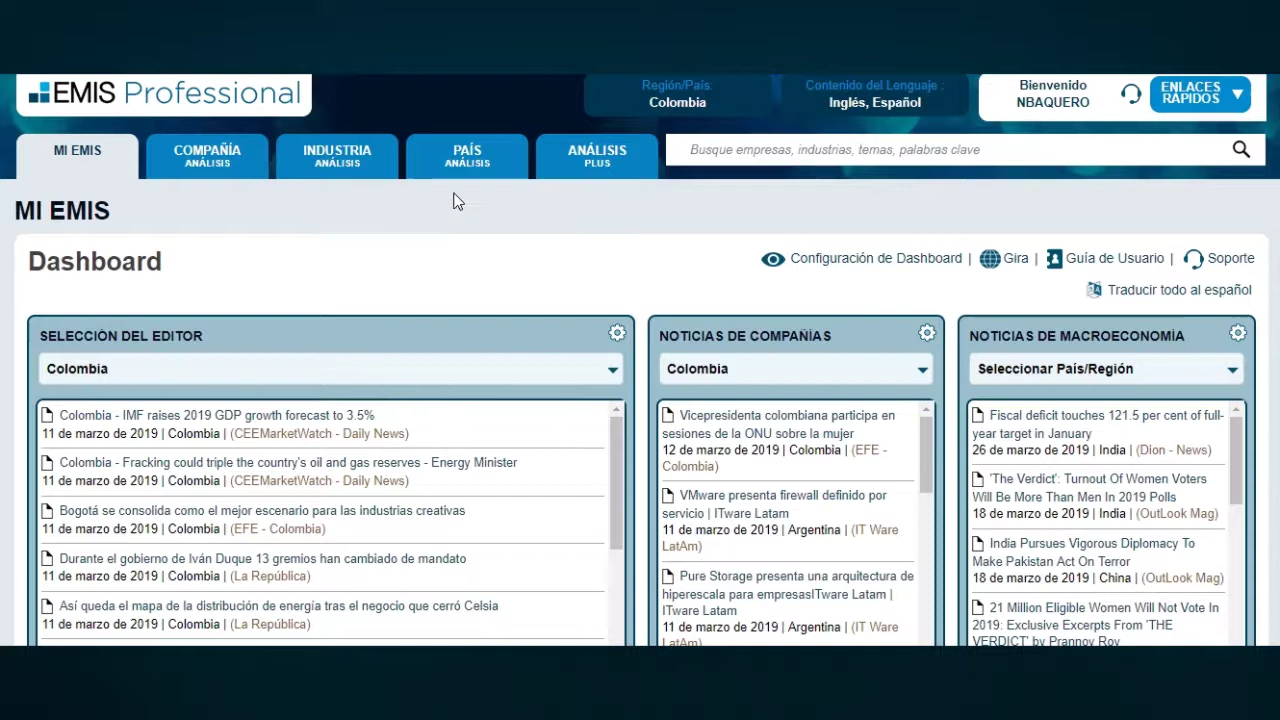 EMIS Professional
Región/País:
Colombia
Contenido del Lenguaje :
Inglés, Español
Bienvenido
NBAQUERO
ENLACES
RÁPIDOS
MI EMIS
COMPAÑÍA
ANÁLISIS
INDUSTRIA
ANÁLISIS
PAÍS
ANÁLISIS
ANÁLISIS
PLUS
Busque empresas, industrias, temas, palabras clave
MI EMIS
Dashboard
Configuración de Dashboard | Gira | Guía de Usuario | Soporte
Traducir todo al español
SELECCIÓN DEL EDITOR
Colombia
Colombia - IMF raises 2019 GDP growth forecast to 3.5%
11 de marzo de 2019 | Colombia | (CEEMarketWatch - Daily News)
Colombia - Fracking could triple the country's oil and gas reserves - Energy Minister
11 de marzo de 2019 | Colombia | (CEEMarketWatch - Daily News)
Bogotá se consolida como el mejor escenario para las industrias creativas
11 de marzo de 2019 | Colombia | (EFE - Colombia)
Durante el gobierno de Iván Duque 13 gremios han cambiado de mandato
11 de marzo de 2019 | Colombia | (La República)
Así queda el mapa de la distribución de energía tras el negocio que cerró Celsia
11 de marzo de 2019 | Colombia | (La República)
NOTICIAS DE COMPAÑÍAS
Colombia
Vicepresidenta colombiana participa en
sesiones de la ONU sobre la mujer
12 de marzo de 2019 | Colombia | (EFE -
Colombia)
VMware presenta firewall definido por
servicio | ITware Latam
11 de marzo de 2019 | Argentina | (IT Ware
LatAm)
Pure Storage presenta una arquitectura de
hiperescala para empresasITware Latam |
ITware Latam
11 de marzo de 2019 | Argentina | (IT Ware
LatAm)
NOTICIAS DE MACROECONOMÍA
Seleccionar País/Región
Fiscal deficit touches 121.5 per cent of full-
year target in January
26 de marzo de 2019 | India | (Dion - News)
'The Verdict': Turnout Of Women Voters
Will Be More Than Men In 2019 Polls
18 de marzo de 2019 | India | (OutLook Mag)
India Pursues Vigorous Diplomacy To
Make Pakistan Act On Terror
18 de marzo de 2019 | China | (OutLook Mag)
21 Million Eligible Women Will Not Vote In
2019: Exclusive Excerpts From 'THE
VERDICT' by Prannoy Roy